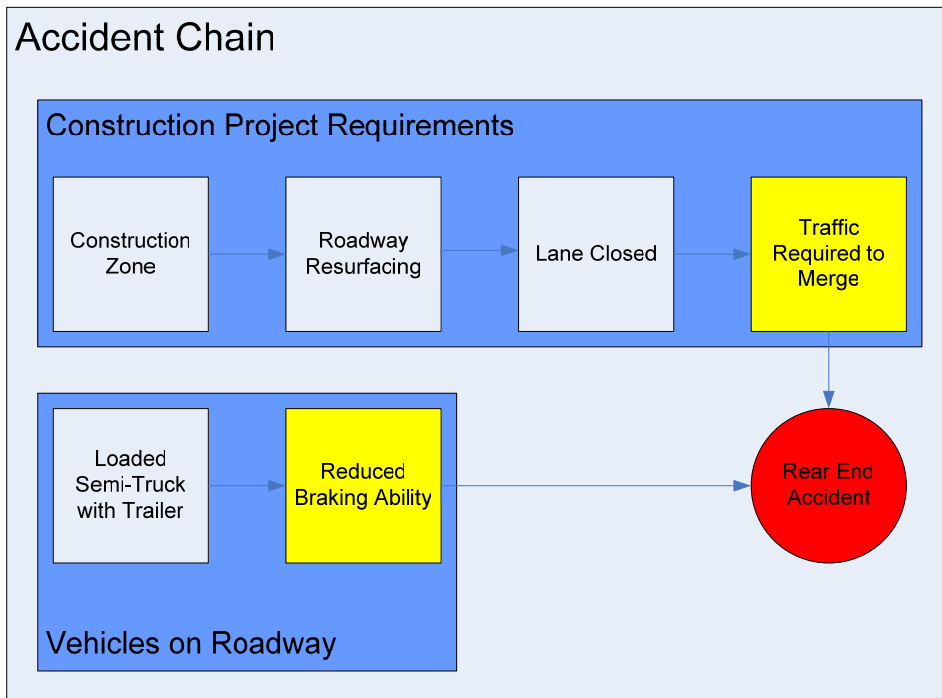 Accident Chain
Construction Project Requirements
Construction
Zone
Roadway
Resurfacing
Lane Closed
Traffic
Required to
Merge
Loaded
Semi-Truck
with Trailer
Reduced
Braking Ability
Rear End
Accident
Vehicles on Roadway